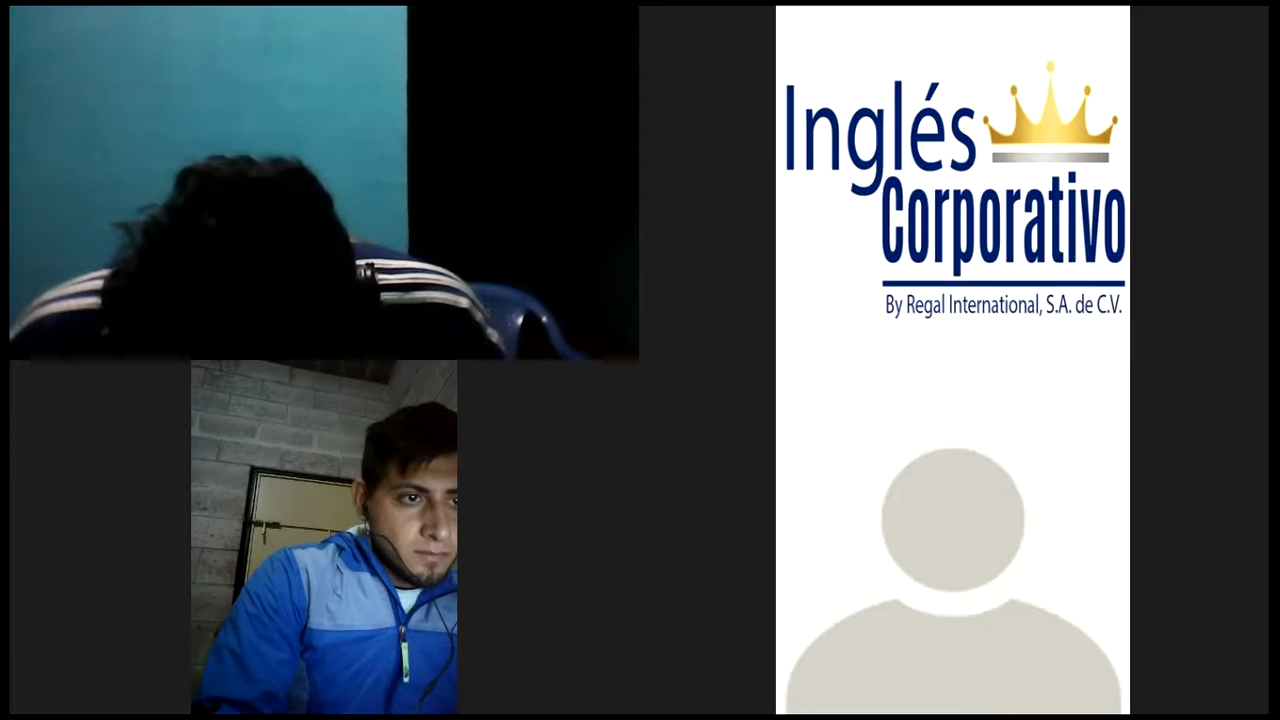 Inglés
Corporativo
By Regal International, S.A. de C.V.